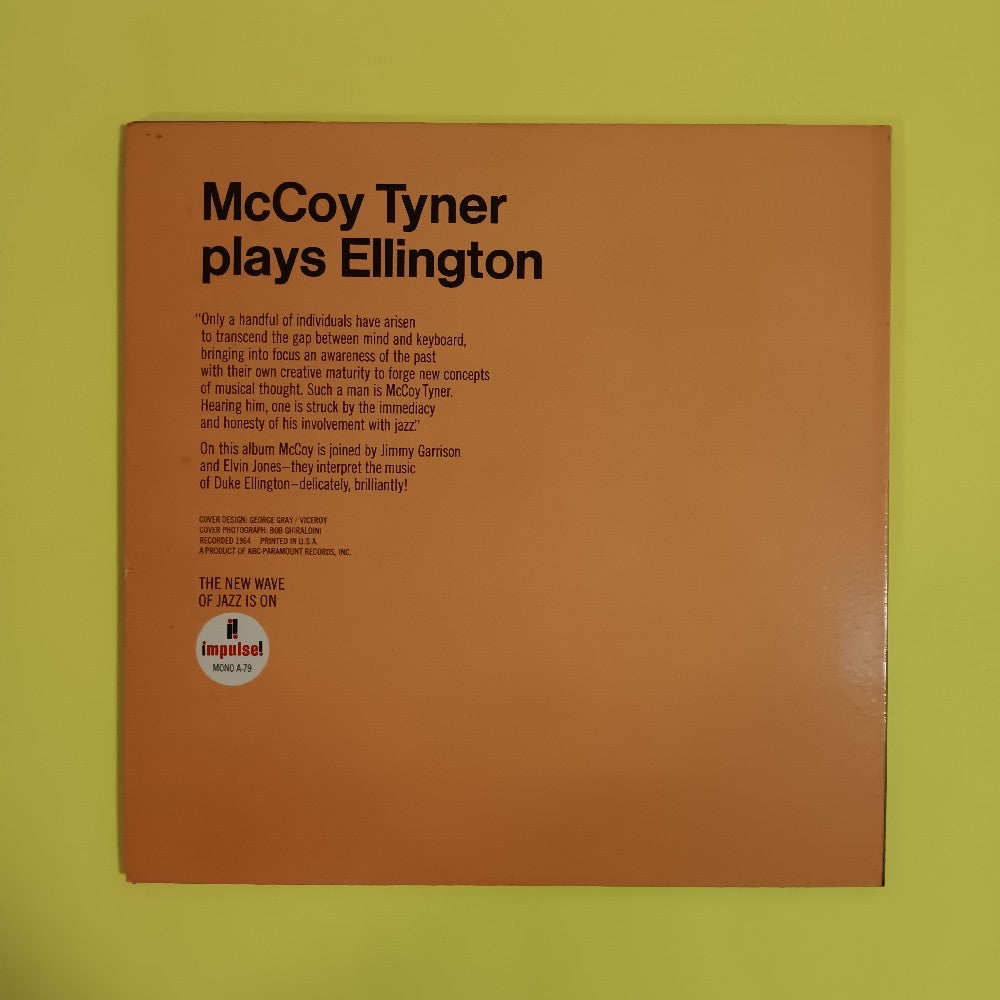 McCoy Tyner
plays Ellington
“Only a handful of individuals have arisen
to transcend the gap between mind and keyboard,
bringing into focus an awareness of the past
with their own creative maturity to forge new concepts
of musical thought. Such a man is McCoy Tyner.
Hearing him, one is struck by the immediacy
and honesty of his involvement with jazz.”
On this album McCoy is joined by Jimmy Garrison
and Elvin Jones–they interpret the music
of Duke Ellington–delicately, brilliantly!
COVER DESIGN: GEORGE GRAY / VICEROY
COVER PHOTOGRAPH: BOB GHIRALDINI
RECORDED 1964 PRINTED IN U.S.A.
A PRODUCT OF ABC-PARAMOUNT RECORDS, INC.
THE NEW WAVE
OF JAZZ IS ON
i!
impulse!
MONO A-79